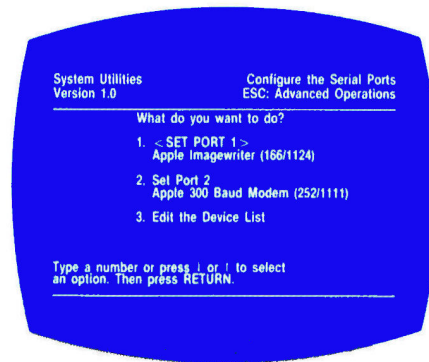 System Utilities
Configure the Serial Ports
Version 1.0
ESC: Advanced Operations
What do you want to do?
1. <SET PORT 1>
Apple Imagewriter (166/1124)
2. Set Port 2
Apple 300 Baud Modem (252/1111)
3. Edit the Device List
Type a number or press ↓ or ↑ to select
an option. Then press RETURN.